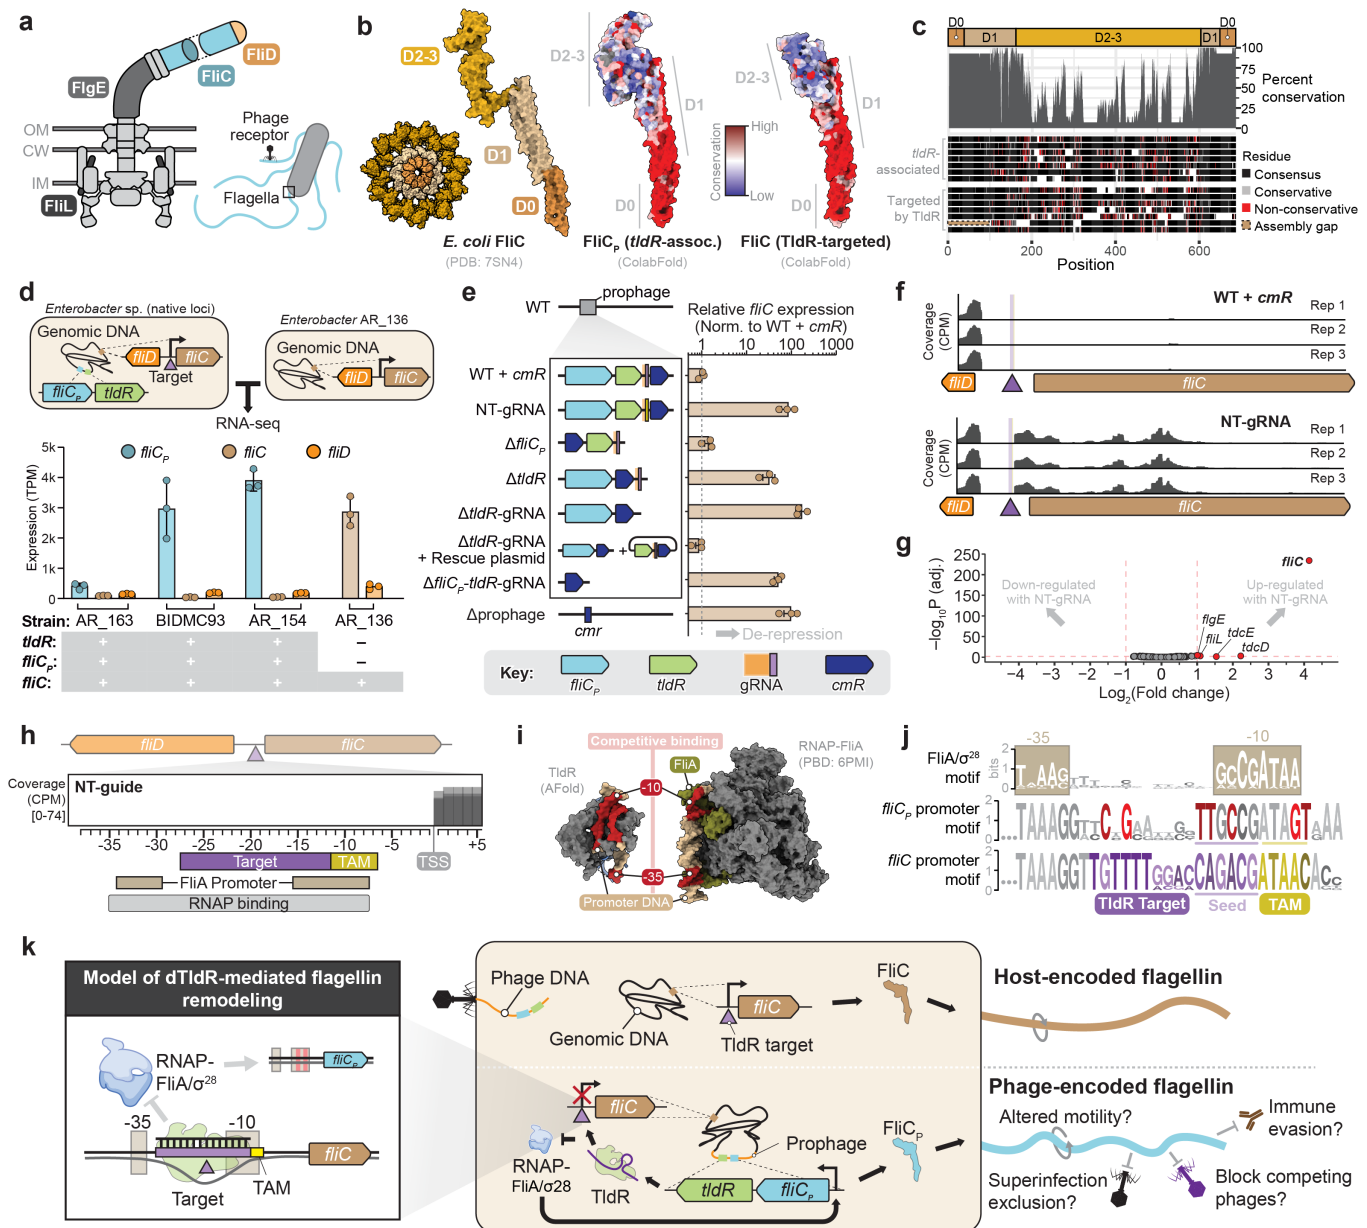 a
FliD
FliC
FlgE
OM
CW
IM
FliL
Phage
receptor
Flagella
b
D2-3
D1
D0
E. coli FliC
(PDB: 7SN4)
D2-3
D1
D0
FliCP (tldR-assoc.)
(ColabFold)
Conservation
High
Low
D2-3
D1
D0
FliC (TldR-targeted)
(ColabFold)
c
D0
D1
D2-3
D1
D0
100
75
50
25
0
Percent
conservation
tldR-
associated
Targeted
by TldR
Residue
Consensus
Conservative
Non-conservative
Assembly gap
0
200
400
600
Position
d
Enterobacter sp. (native loci)
Genomic DNA
fliD
fliC
Target
fliCP
tldR
Enterobacter AR_136
Genomic DNA
fliD
fliC
RNA-seq
fliCP
fliC
fliD
Expression (TPM)
5k
4k
3k
2k
1k
0
Strain: AR_163 BIDMC93 AR_154 AR_136
tldR: + + + –
fliCP: + + + –
fliC: + + + +
e
WT
prophage
Relative fliC expression
(Norm. to WT + cmR)
1 10 100 1000
WT + cmR
NT-gRNA
ΔfliCP
ΔtldR
ΔtldR-gRNA
ΔtldR-gRNA
+ Rescue plasmid
+
ΔfliCP-tldR-gRNA
Δprophage
cmr
De-repression
Key:
fliCP
tldR
gRNA
cmR
f
WT + cmR
Coverage
(CPM)
Rep 1
Rep 2
Rep 3
fliD
fliC
NT-gRNA
Coverage
(CPM)
Rep 1
Rep 2
Rep 3
fliD
fliC
g
–log10P (adj.)
250
200
150
100
50
0
fliC
Down-regulated
with NT-gRNA
Up-regulated
with NT-gRNA
flgE
fliL
tdcE
tdcD
−4 −3 −2 −1 0 1 2 3 4
Log2(Fold change)
h
fliD
fliC
Coverage
(CPM)
[0-74]
NT-guide
-35 -30 -25 -20 -15 -10 -5 TSS +5
Target
TAM
FliA Promoter
RNAP binding
i
Competitive binding
TldR
(AFold)
FliA
RNAP-FliA
(PBD: 6PMI)
-10
-35
Promoter DNA
j
-35
-10
FliA/σ28
motif
bits
2
1
0
fliCP promoter
motif
2
1
0
fliC promoter
motif
2
1
0
TldR Target
Seed
TAM
k
Model of dTldR-mediated flagellin
remodeling
RNAP-
FliA/σ28
fliCP
-35
-10
fliC
Target
TAM
Phage DNA
Genomic DNA
fliC
TldR target
FliC
Host-encoded flagellin
fliC
RNAP-
FliA/σ28
TldR
Prophage
tldR
fliCP
FliCP
Phage-encoded flagellin
Altered motility?
Immune
evasion?
Superinfection
exclusion?
Block competing
phages?